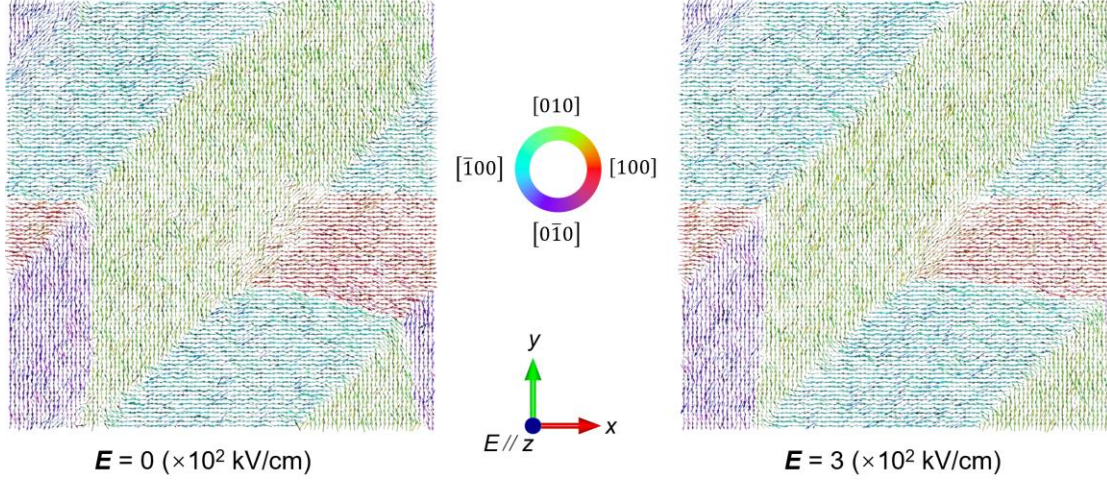 [010]
[1̄00]
[100]
[01̄0]
y
x
E // z
E = 0 (×10² kV/cm)
E = 3 (×10² kV/cm)